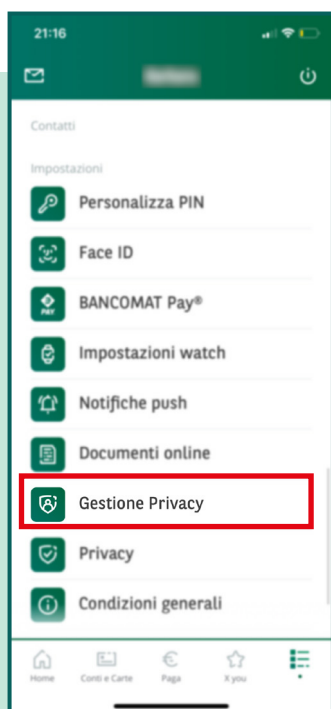 21:16
Contatti
Impostazioni
Personalizza PIN
Face ID
PAY
BANCOMAT Pay®
Impostazioni watch
Notifiche push
Documenti online
Gestione Privacy
Privacy
Condizioni generali
Home Conti e Carte Paga X you